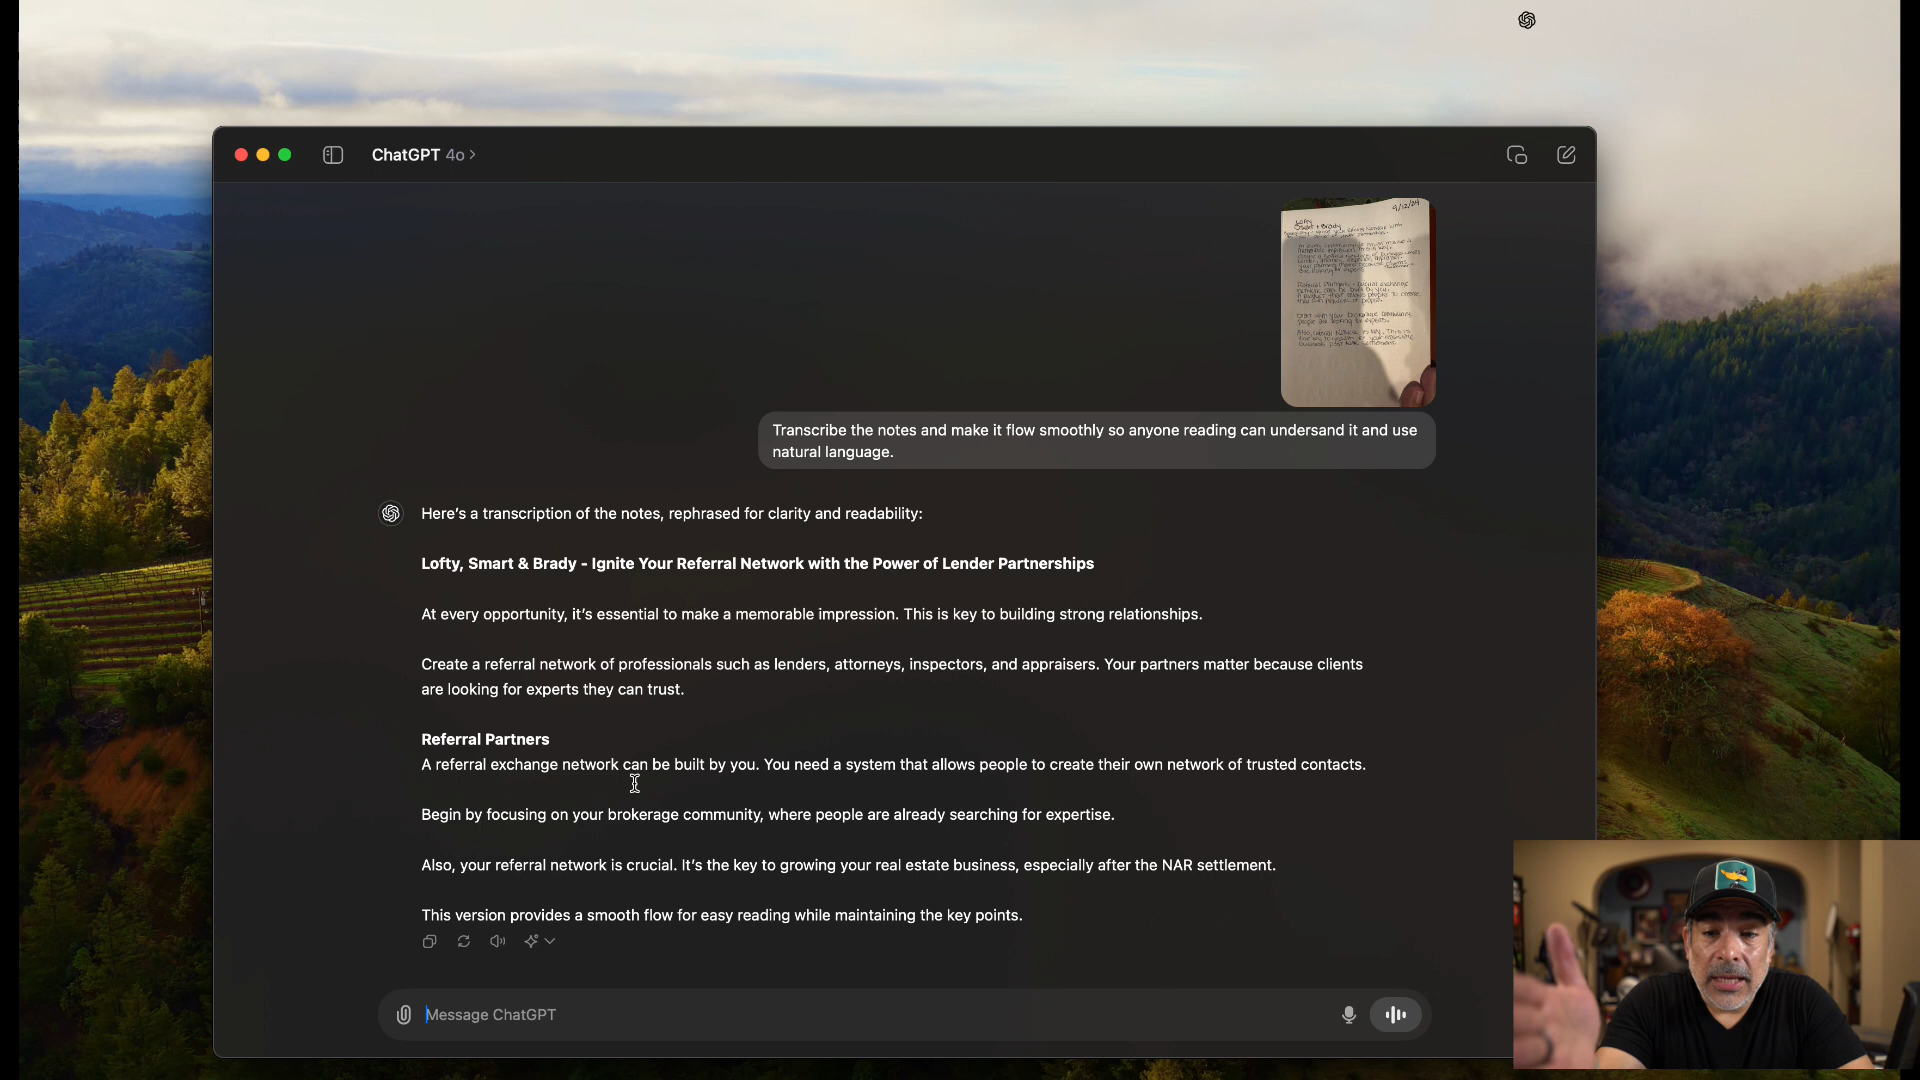 ChatGPT 4o >
9/12/24
Lofty
Smart + Brady
Transcribe the notes and make it flow smoothly so anyone reading can undersand it and use
natural language.
Here's a transcription of the notes, rephrased for clarity and readability:
Lofty, Smart & Brady - Ignite Your Referral Network with the Power of Lender Partnerships
At every opportunity, it's essential to make a memorable impression. This is key to building strong relationships.
Create a referral network of professionals such as lenders, attorneys, inspectors, and appraisers. Your partners matter because clients
are looking for experts they can trust.
Referral Partners
A referral exchange network can be built by you. You need a system that allows people to create their own network of trusted contacts.
Begin by focusing on your brokerage community, where people are already searching for expertise.
Also, your referral network is crucial. It's the key to growing your real estate business, especially after the NAR settlement.
This version provides a smooth flow for easy reading while maintaining the key points.
Message ChatGPT